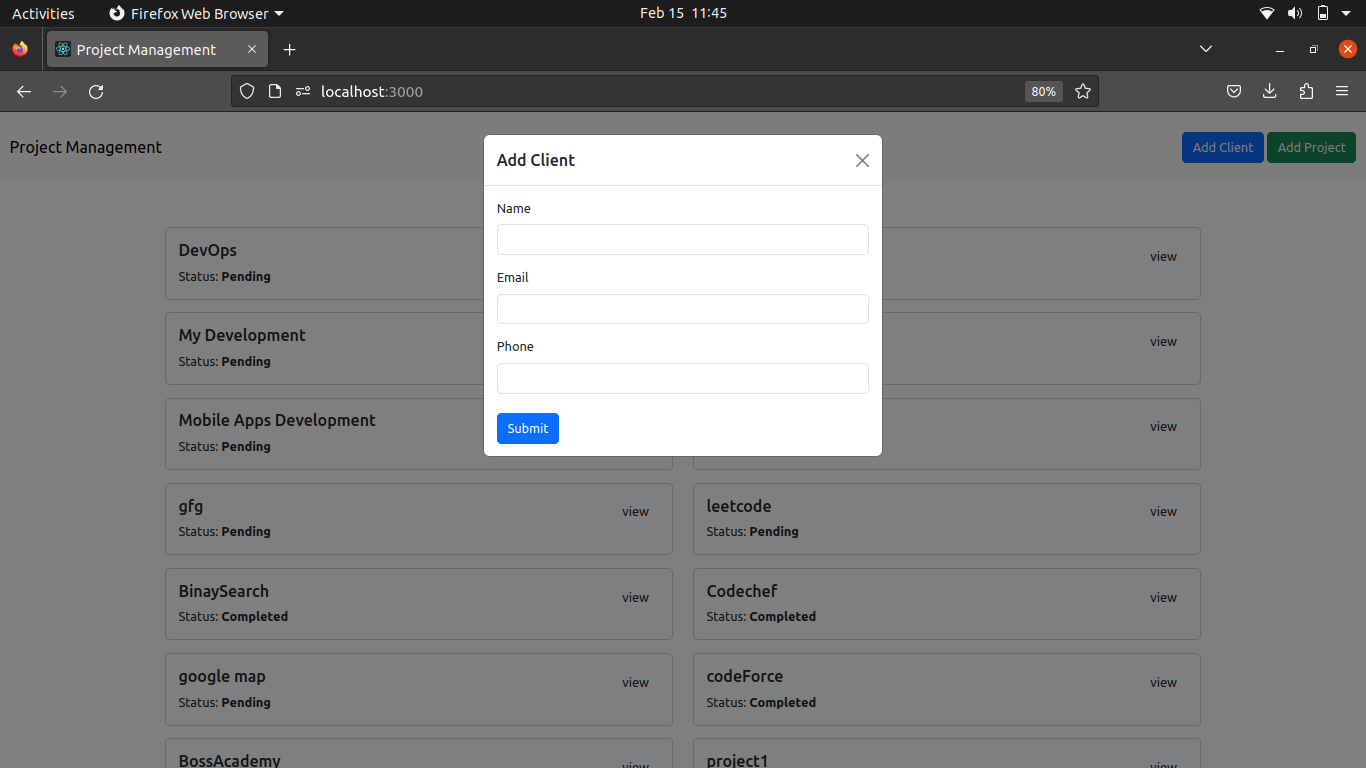 Activities Firefox Web Browser Feb 15 11:45
Project Management
localhost:3000 80%
Project Management Add Client Add Project
Add Client
Name
Email
Phone
Submit
DevOps
Status: Pending
view
My Development
Status: Pending
view
Mobile Apps Development
Status: Pending
view
gfg view
Status: Pending
leetcode view
Status: Pending
BinaySearch view
Status: Completed
Codechef view
Status: Completed
google map view
Status: Pending
codeForce view
Status: Completed
BossAcademy view
project1 view